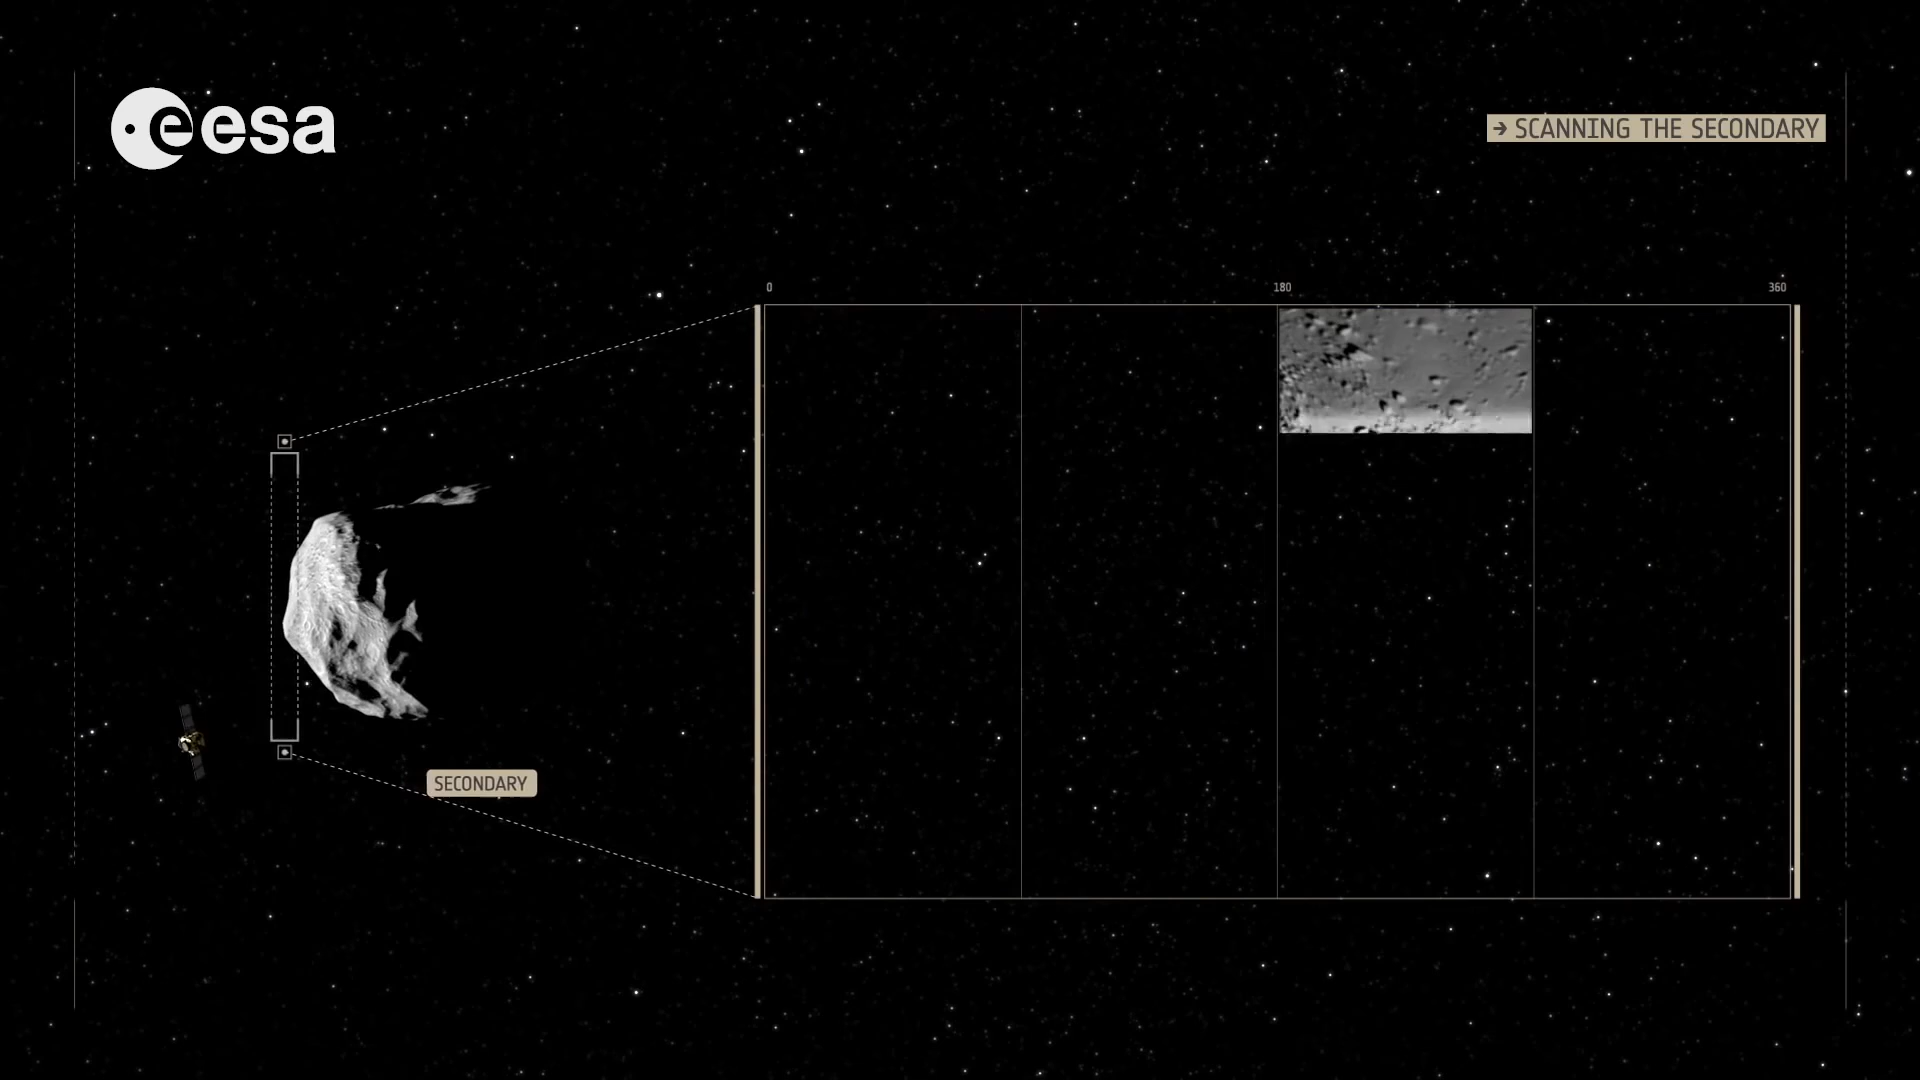 esa
→ SCANNING THE SECONDARY
0 180 360
SECONDARY